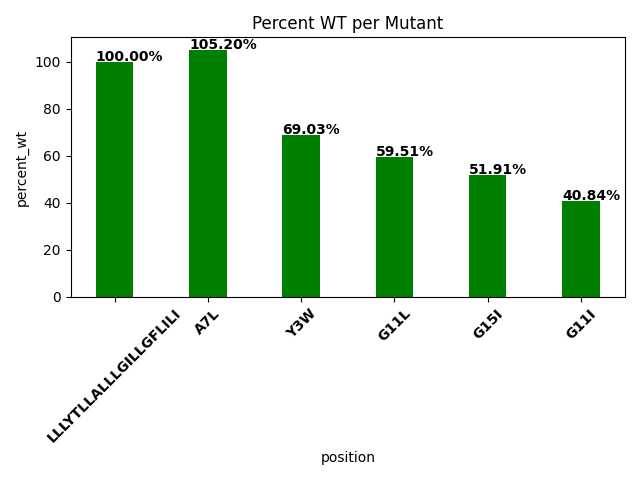 Percent WT per Mutant
percent_wt
100
80
60
40
20
0
100.00%
105.20%
69.03%
59.51%
51.91%
40.84%
LLLYTLLALLLGILLGFLILI
A7L
Y3W
G11L
G15I
G11I
position